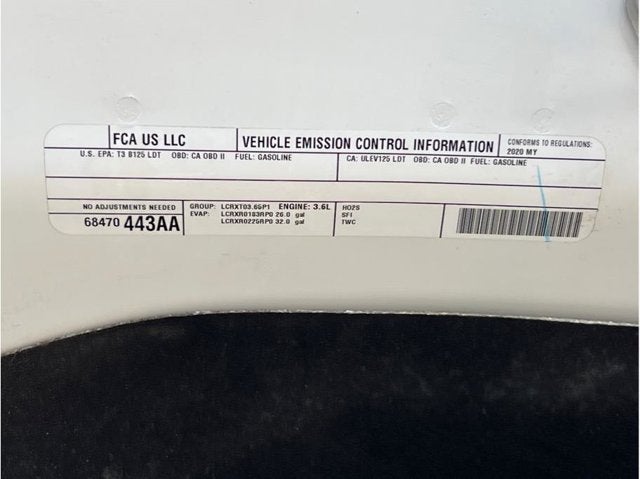 FCA US LLC
VEHICLE EMISSION CONTROL INFORMATION
CONFORMS TO REGULATIONS:
2020 MY
U.S. EPA: T3 B125 LDT OBD: CA OBD II FUEL: GASOLINE
CA: ULEV125 LDT OBD: CA OBD II FUEL: GASOLINE
NO ADJUSTMENTS NEEDED
68470 443AA
GROUP: LCRXT03.65P1 ENGINE: 3.6L
EVAP: LCRXR0183RP0 26.0 gal
LCRXR0225RP0 32.0 gal
HO2S
SFI
TWC